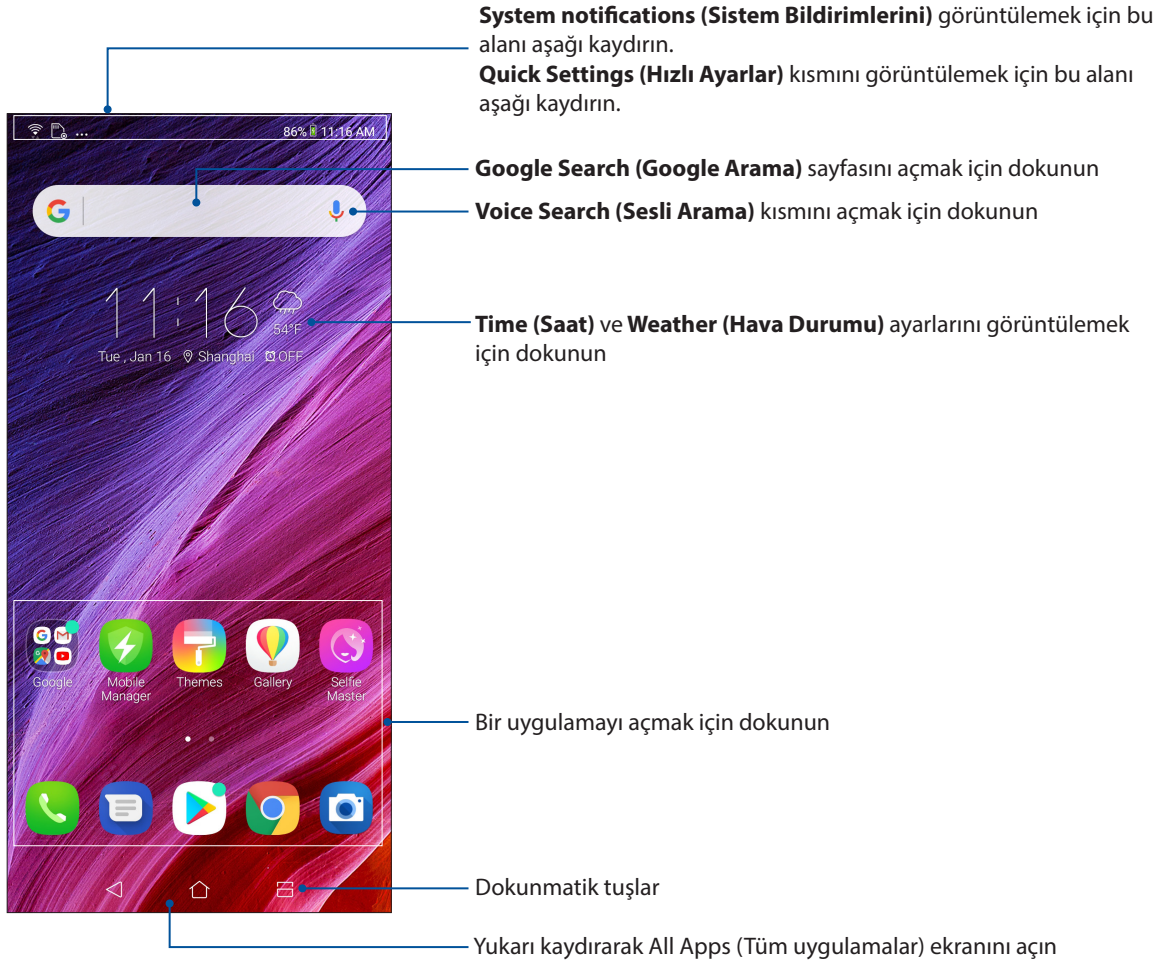 System notifications (Sistem Bildirimlerini) görüntülemek için bu
alanı aşağı kaydırın.
Quick Settings (Hızlı Ayarlar) kısmını görüntülemek için bu alanı
aşağı kaydırın.
86% 11:16 AM
Google Search (Google Arama) sayfasını açmak için dokunun
G
Voice Search (Sesli Arama) kısmını açmak için dokunun
11:16
54°F
Tue , Jan 16 Shanghai OFF
Time (Saat) ve Weather (Hava Durumu) ayarlarını görüntülemek
için dokunun
Google
Mobile
Manager
Themes
Gallery
Selfie
Master
Bir uygulamayı açmak için dokunun
Dokunmatik tuşlar
Yukarı kaydırarak All Apps (Tüm uygulamalar) ekranını açın